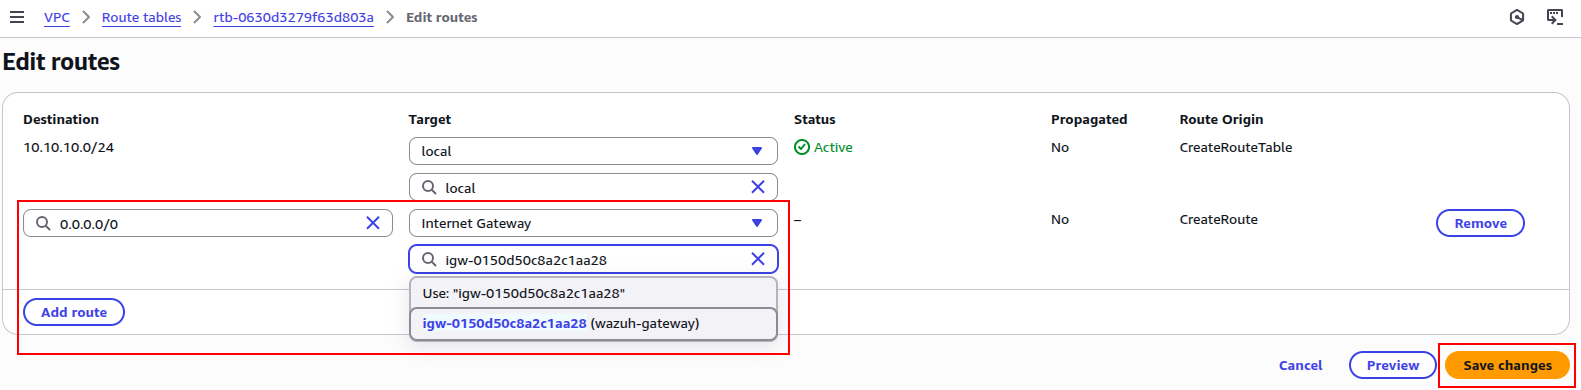 VPC > Route tables > rtb-0630d3279f63d803a > Edit routes
Edit routes
Destination Target Status Propagated Route Origin
10.10.10.0/24 local Active No CreateRouteTable
local
0.0.0.0/0 Internet Gateway – No CreateRoute Remove
igw-0150d50c8a2c1aa28
Use: "igw-0150d50c8a2c1aa28"
Add route
igw-0150d50c8a2c1aa28 (wazuh-gateway)
Cancel Preview Save changes